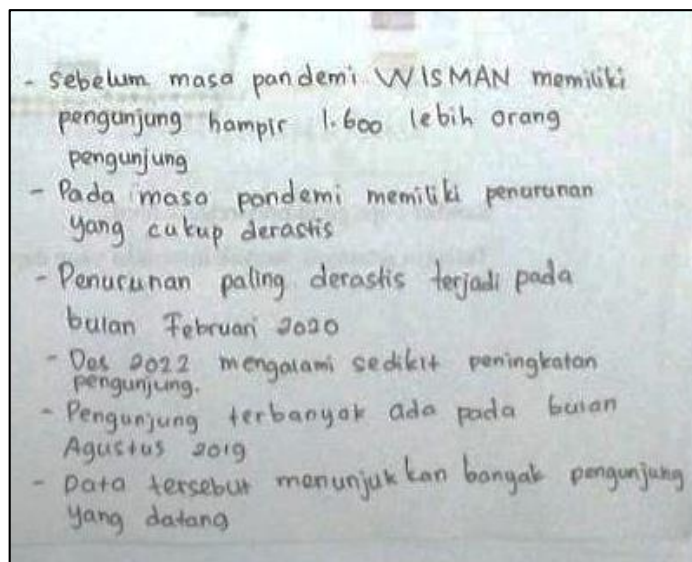 - Sebelum masa pandemi WISMAN memiliki
pengunjung hampir 1.600 lebih orang
pengunjung
- Pada masa pandemi memiliki penurunan
yang cukup derastis
- Penurunan paling derastis terjadi pada
bulan Februari 2020
- Des 2022 mengalami sedikit peningkatan
pengunjung.
- Pengunjung terbanyak ada pada bulan
Agustus 2019
- Data tersebut menunjukkan banyak pengunjung
yang datang